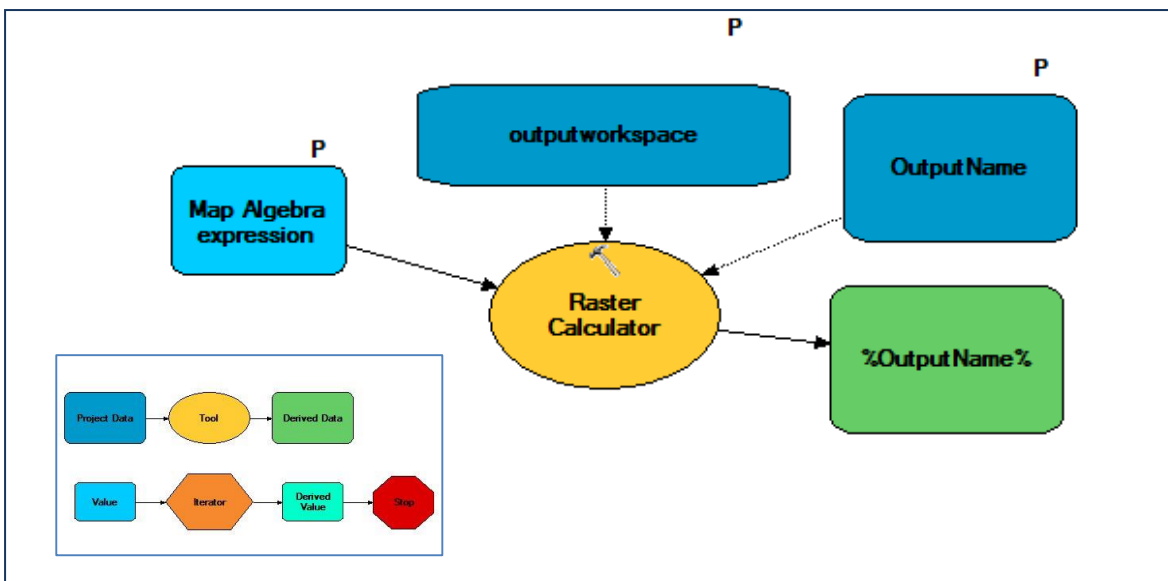 P
P
outputworkspace
OutputName
P
Map Algebra
expression
Raster
Calculator
%OutputName%
Project Data
Tool
Derived Data
Value
Iterator
Derived
Value
Stop